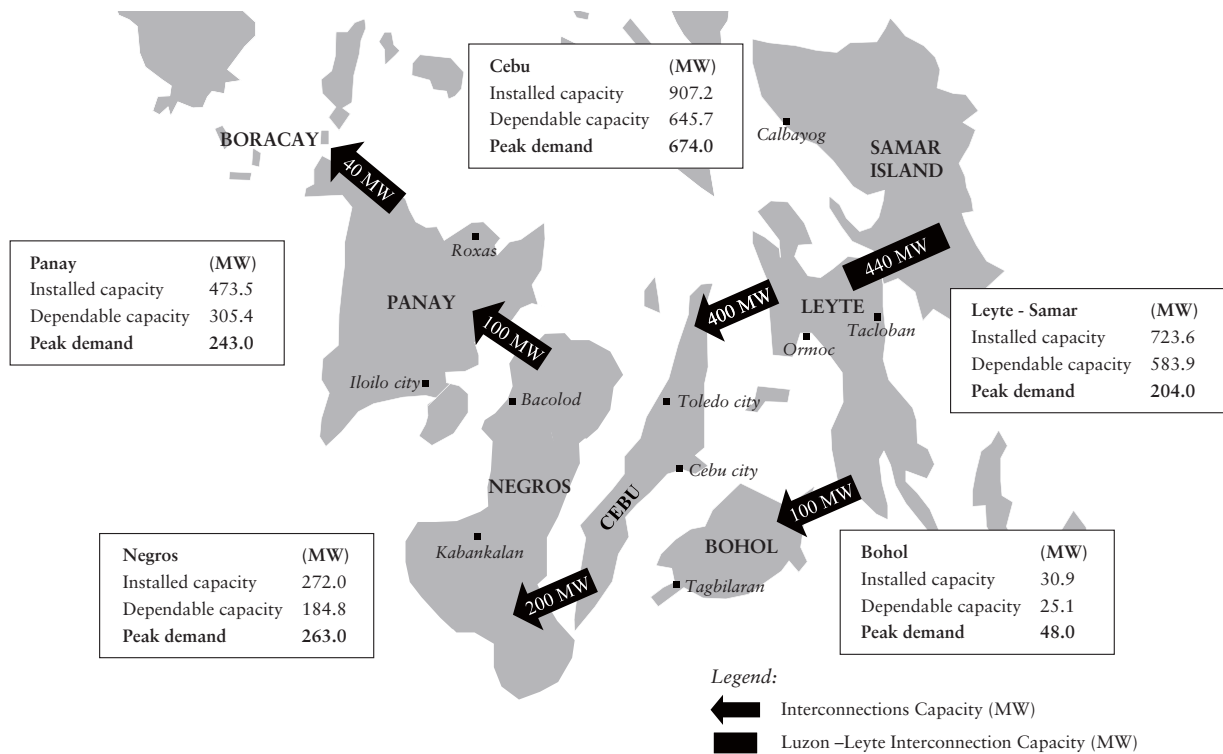 Cebu (MW)
Installed capacity 907.2
Dependable capacity 645.7
Peak demand 674.0
Calbayog
BORACAY
SAMAR
ISLAND
40 MW
Roxas
440 MW
Panay (MW)
Installed capacity 473.5
Dependable capacity 305.4
Peak demand 243.0
PANAY
LEYTE
400 MW
Tacloban
Ormoc
100 MW
Leyte - Samar (MW)
Installed capacity 723.6
Dependable capacity 583.9
Peak demand 204.0
Iloilo city
Bacolod
Toledo city
Cebu city
NEGROS
CEBU
100 MW
Kabankalan
BOHOL
Tagbilaran
200 MW
Negros (MW)
Installed capacity 272.0
Dependable capacity 184.8
Peak demand 263.0
Bohol (MW)
Installed capacity 30.9
Dependable capacity 25.1
Peak demand 48.0
Legend:
Interconnections Capacity (MW)
Luzon –Leyte Interconnection Capacity (MW)